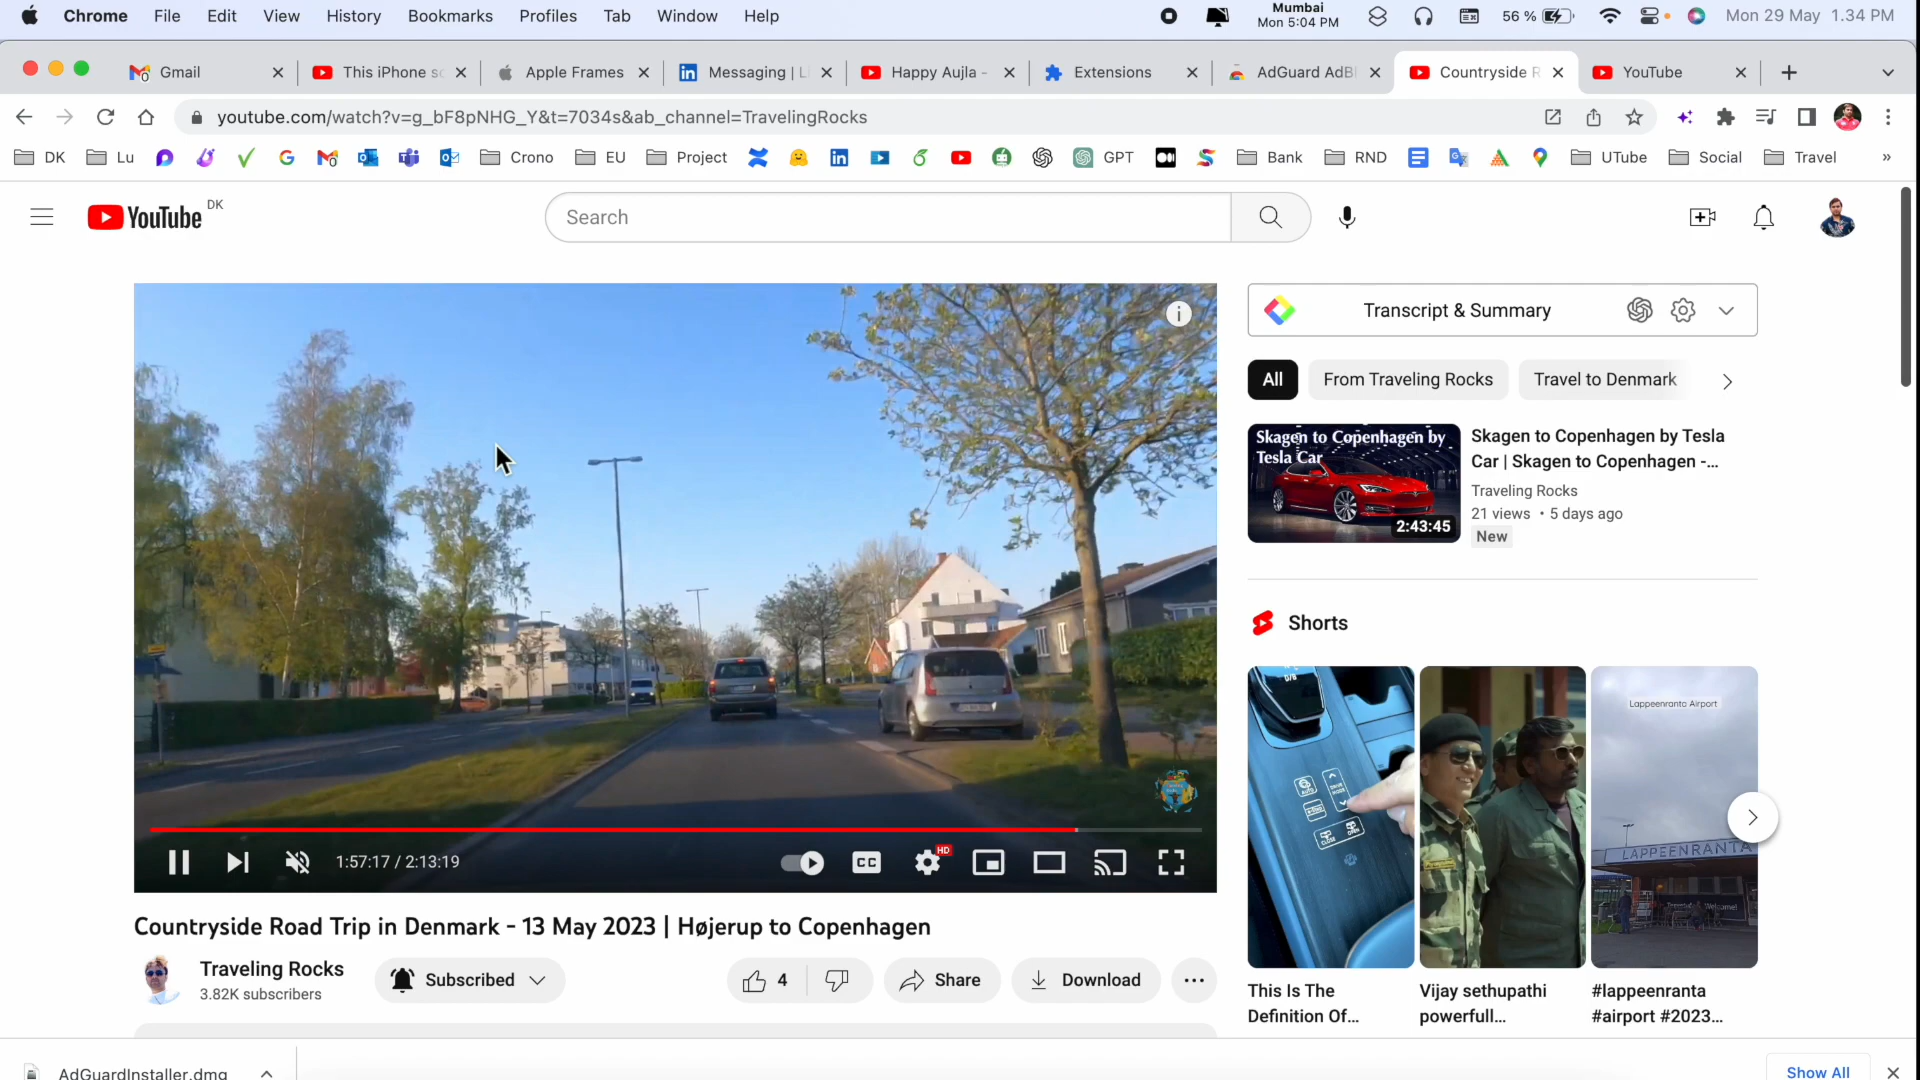 Chrome File Edit View History Bookmarks Profiles Tab Window Help
Mumbai
Mon 5:04 PM
56 %
Mon 29 May 1.34 PM
Gmail
This iPhone sc
Apple Frames
Messaging | Li
Happy Aujla -
Extensions
AdGuard AdBl
Countryside R
YouTube
youtube.com/watch?v=g_bF8pNHG_Y&t=7034s&ab_channel=TravelingRocks
DK
Lu
Crono
EU
Project
GPT
Bank
RND
UTube
Social
Travel
»
YouTube DK
Search
Transcript & Summary
All
From Traveling Rocks
Travel to Denmark
Skagen to Copenhagen by
Tesla Car
2:43:45
Skagen to Copenhagen by Tesla
Car | Skagen to Copenhagen -...
Traveling Rocks
21 views • 5 days ago
New
Shorts
Lappeenranta Airport
LAPPEENRANTA
AUTO
CLOSE
OPEN
CC
HD
1:57:17 / 2:13:19
Countryside Road Trip in Denmark - 13 May 2023 | Højerup to Copenhagen
Traveling Rocks
3.82K subscribers
Subscribed
4
Share
Download
This Is The
Definition Of...
Vijay sethupathi
powerfull...
#lappeenranta
#airport #2023...
AdGuardInstaller.dmg
Show All